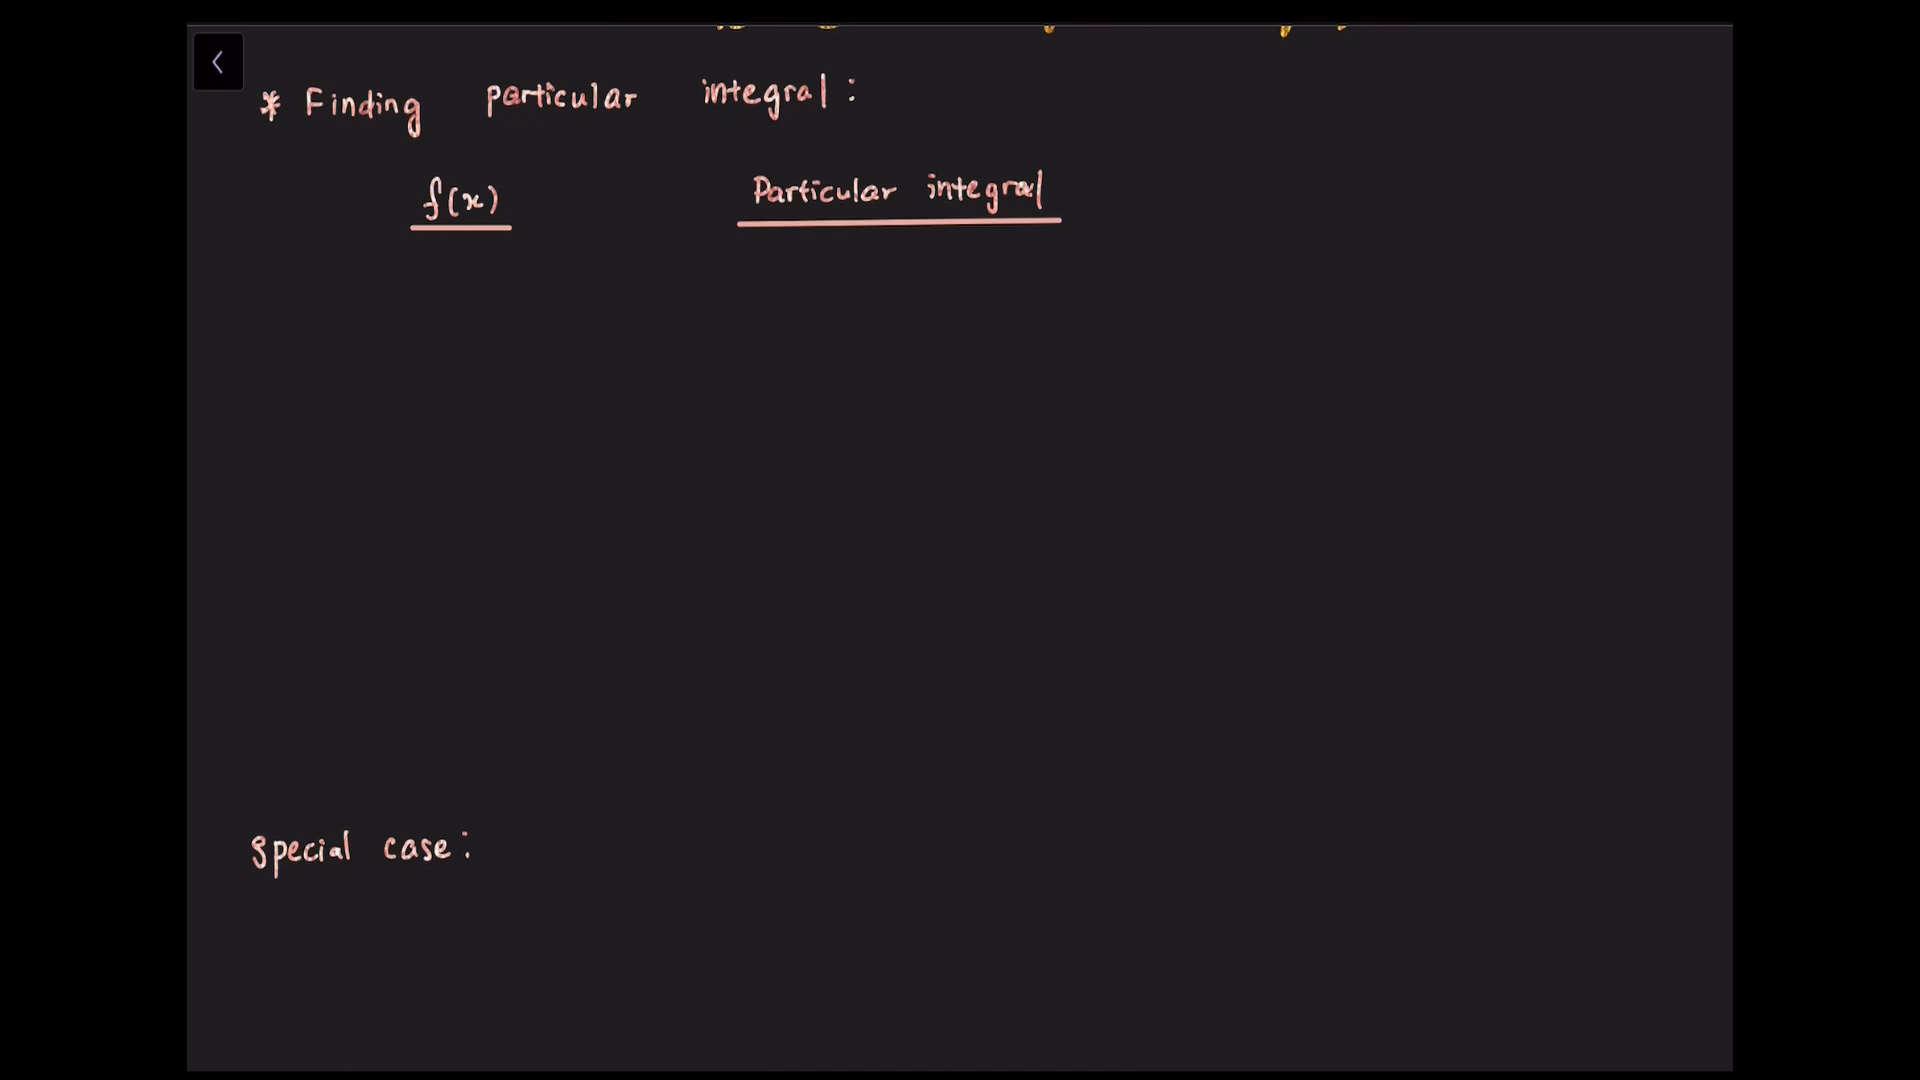 * Finding particular integral :
f(x) Particular integral
special case :